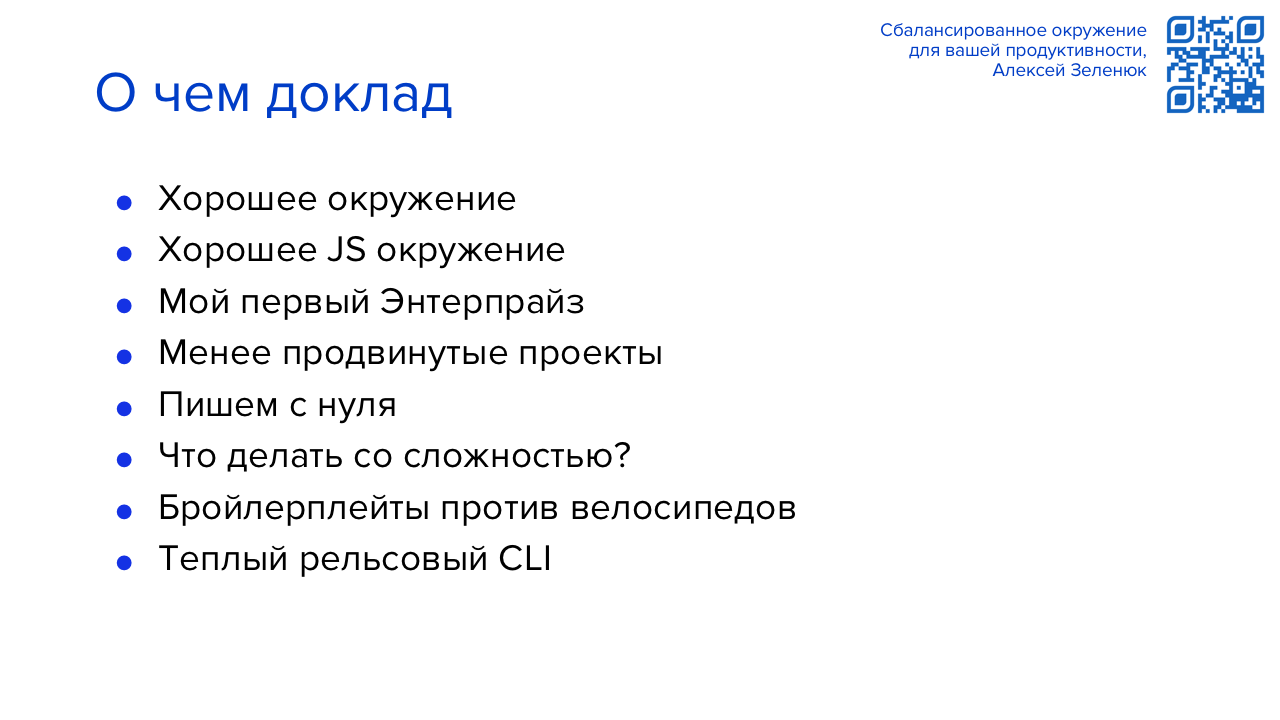 Сбалансированное окружение
для вашей продуктивности,
Алексей Зеленюк
О чем доклад
Хорошее окружение
Хорошее JS окружение
Мой первый Энтерпрайз
Менее продвинутые проекты
Пишем с нуля
Что делать со сложностью?
Бройлерплейты против велосипедов
Теплый рельсовый CLI